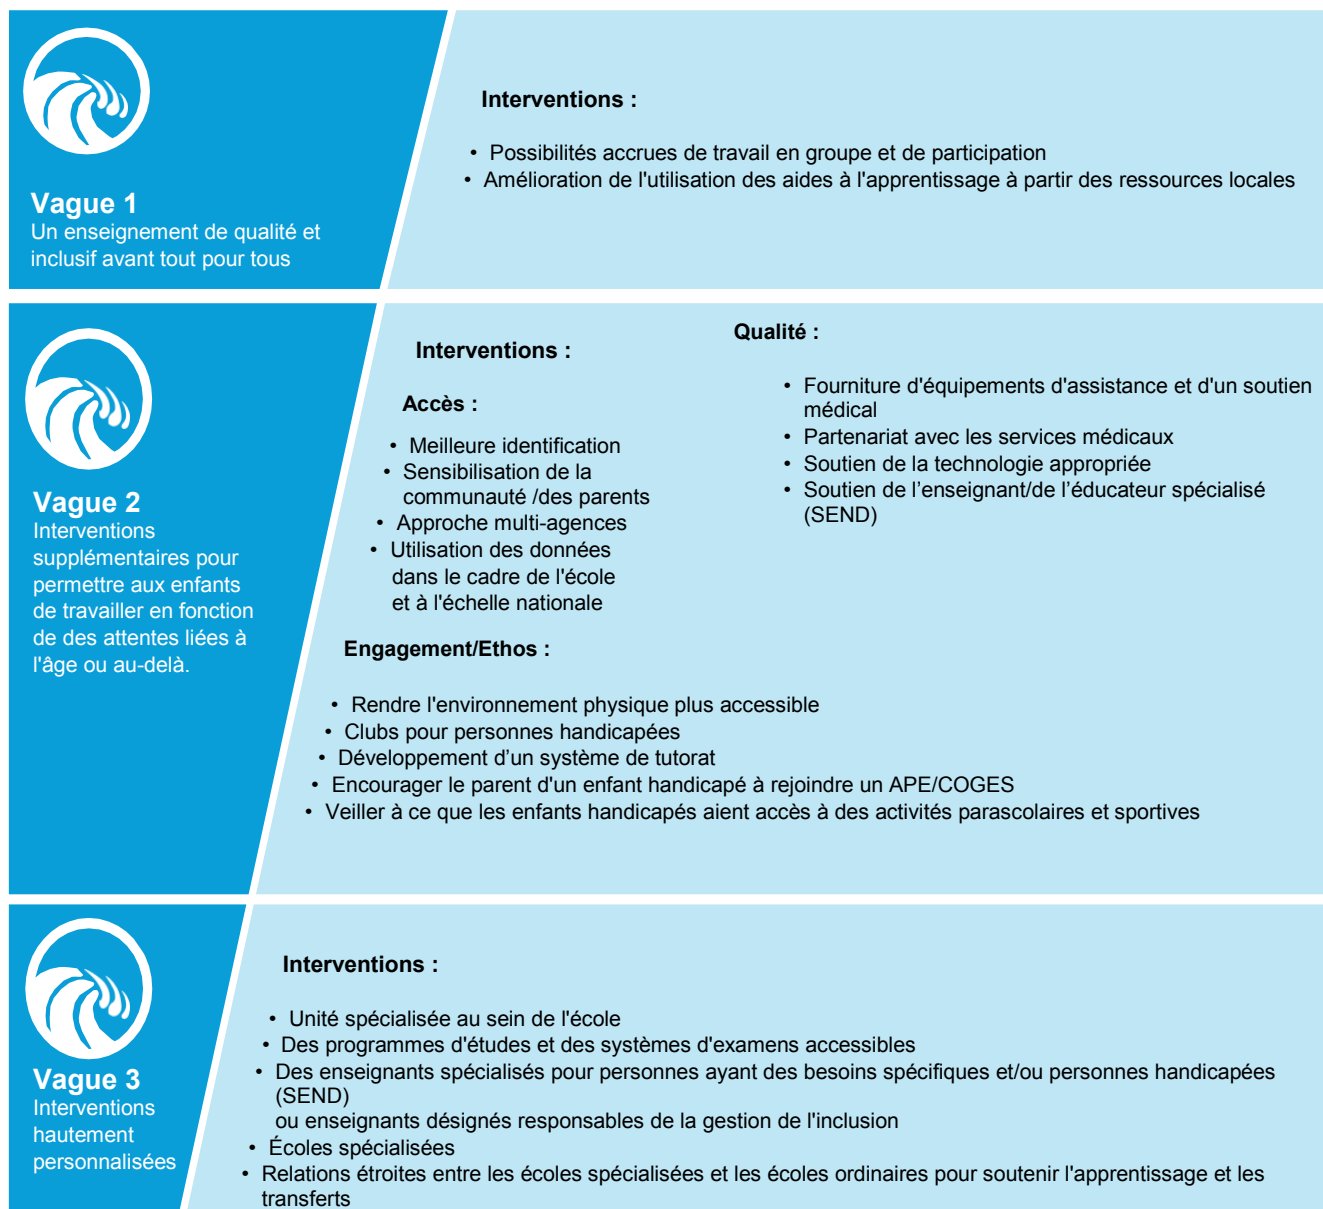 Vague 1
Un enseignement de qualité et
inclusif avant tout pour tous
Interventions :
• Possibilités accrues de travail en groupe et de participation
• Amélioration de l'utilisation des aides à l'apprentissage à partir des ressources locales
Vague 2
Interventions
supplémentaires pour
permettre aux enfants
de travailler en fonction
de des attentes liées à
l'âge ou au-delà.
Interventions :
Accès :
• Meilleure identification
• Sensibilisation de la
communauté /des parents
• Approche multi-agences
• Utilisation des données
dans le cadre de l'école
et à l'échelle nationale
Qualité :
• Fourniture d'équipements d'assistance et d'un soutien
médical
• Partenariat avec les services médicaux
• Soutien de la technologie appropriée
• Soutien de l’enseignant/de l’éducateur spécialisé
(SEND)
Engagement/Ethos :
• Rendre l'environnement physique plus accessible
• Clubs pour personnes handicapées
• Développement d’un système de tutorat
• Encourager le parent d'un enfant handicapé à rejoindre un APE/COGES
• Veiller à ce que les enfants handicapés aient accès à des activités parascolaires et sportives
Vague 3
Interventions
hautement
personnalisées
Interventions :
• Unité spécialisée au sein de l'école
• Des programmes d'études et des systèmes d'examens accessibles
• Des enseignants spécialisés pour personnes ayant des besoins spécifiques et/ou personnes handicapées
(SEND)
ou enseignants désignés responsables de la gestion de l'inclusion
• Écoles spécialisées
• Relations étroites entre les écoles spécialisées et les écoles ordinaires pour soutenir l'apprentissage et les
transferts